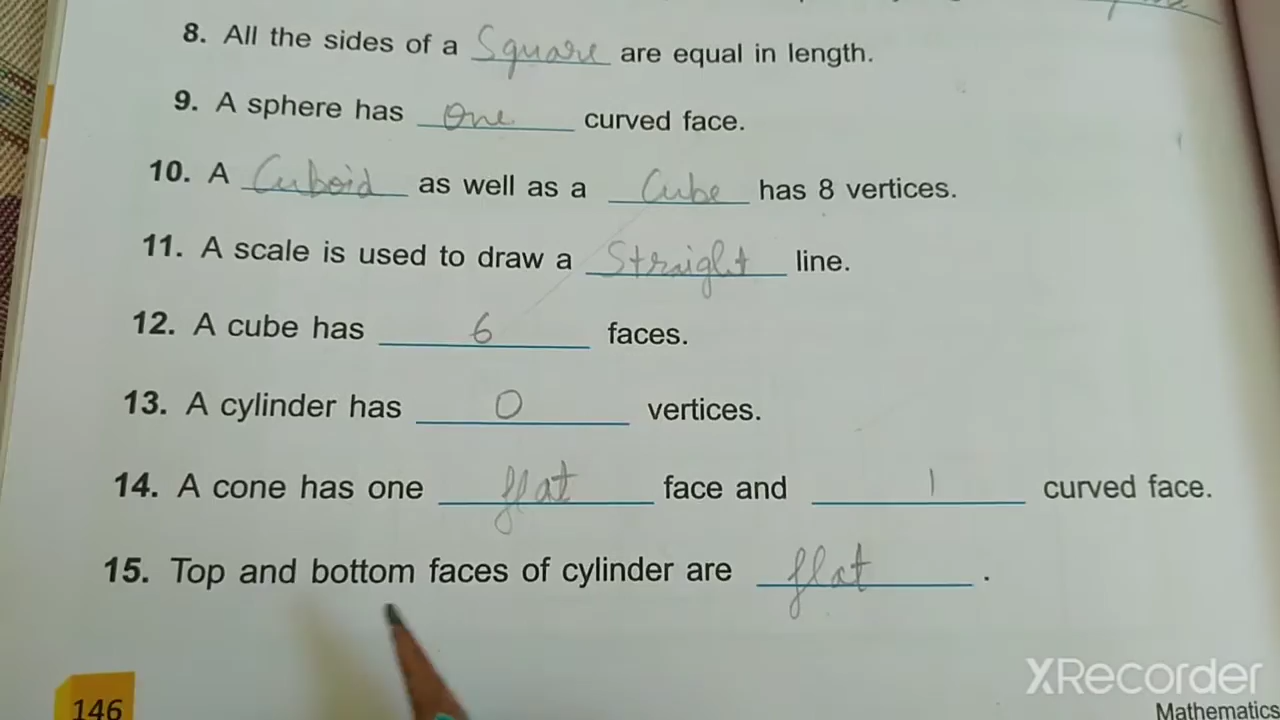 8. All the sides of a Square are equal in length.
9. A sphere has One curved face.
10. A Cuboid as well as a Cube has 8 vertices.
11. A scale is used to draw a Straight line.
12. A cube has 6 faces.
13. A cylinder has 0 vertices.
14. A cone has one flat face and 1 curved face.
15. Top and bottom faces of cylinder are flat .
XRecorder
146
Mathematics